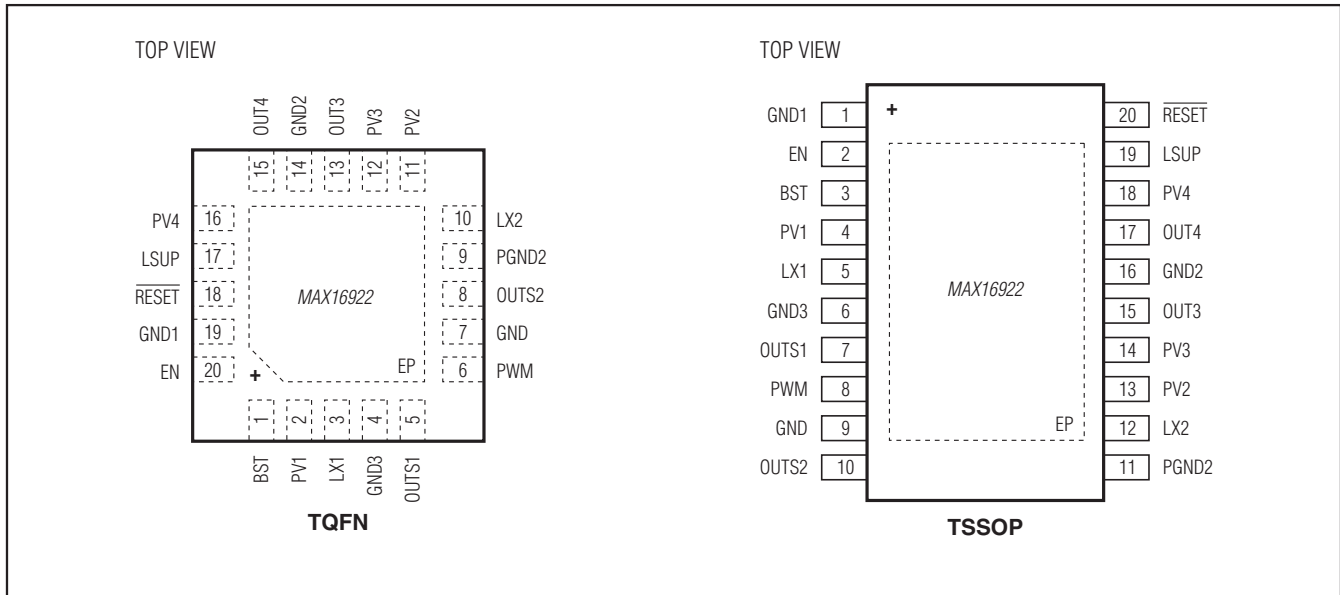 TOP VIEW
OUT4 GND2 OUT3 PV3 PV2
15 14 13 12 11
PV4 16
LSUP 17
RESET 18
GND1 19
EN 20
10 LX2
9 PGND2
8 OUTS2
7 GND
6 PWM
MAX16922
EP
+
1 2 3 4 5
BST PV1 LX1 GND3 OUTS1
TQFN
TOP VIEW
+
GND1 1
EN 2
BST 3
PV1 4
LX1 5
GND3 6
OUTS1 7
PWM 8
GND 9
OUTS2 10
MAX16922
EP
20 RESET
19 LSUP
18 PV4
17 OUT4
16 GND2
15 OUT3
14 PV3
13 PV2
12 LX2
11 PGND2
TSSOP